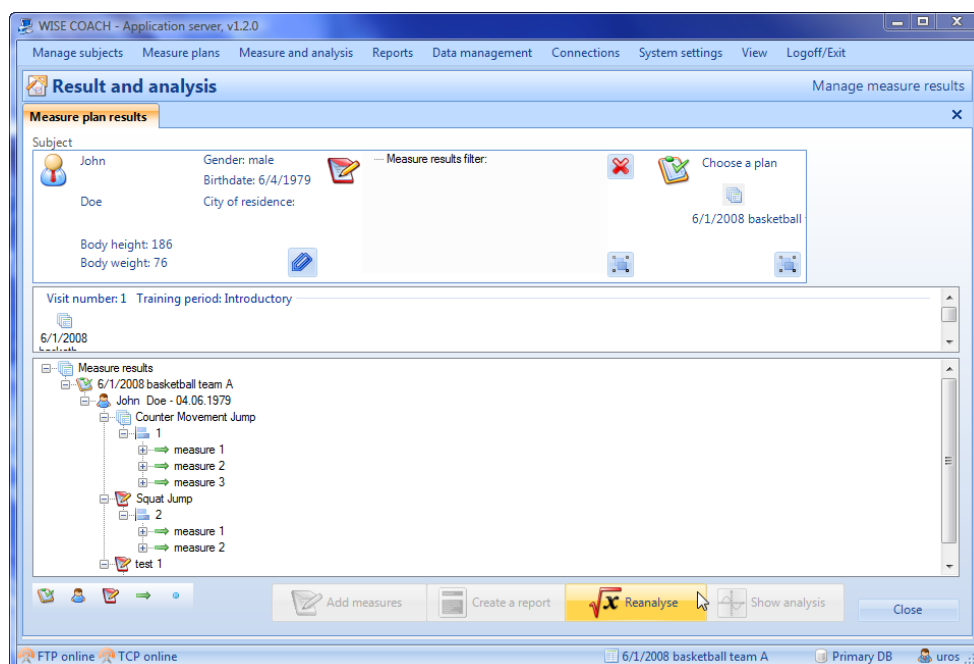 WISE COACH - Application server, v1.2.0
Manage subjects Measure plans Measure and analysis Reports Data management Connections System settings View Logoff/Exit
Result and analysis Manage measure results
Measure plan results
Subject
John Gender: male Measure results filter: Choose a plan
Birthdate: 6/4/1979
Doe City of residence:
6/1/2008 basketball
Body height: 186
Body weight: 76
Visit number: 1 Training period: Introductory
6/1/2008
Measure results
6/1/2008 basketball team A
John Doe - 04.06.1979
Counter Movement Jump
1
measure 1
measure 2
measure 3
Squat Jump
2
measure 1
measure 2
test 1
Add measures Create a report √x Reanalyse Show analysis Close
FTP online TCP online 6/1/2008 basketball team A Primary DB uros